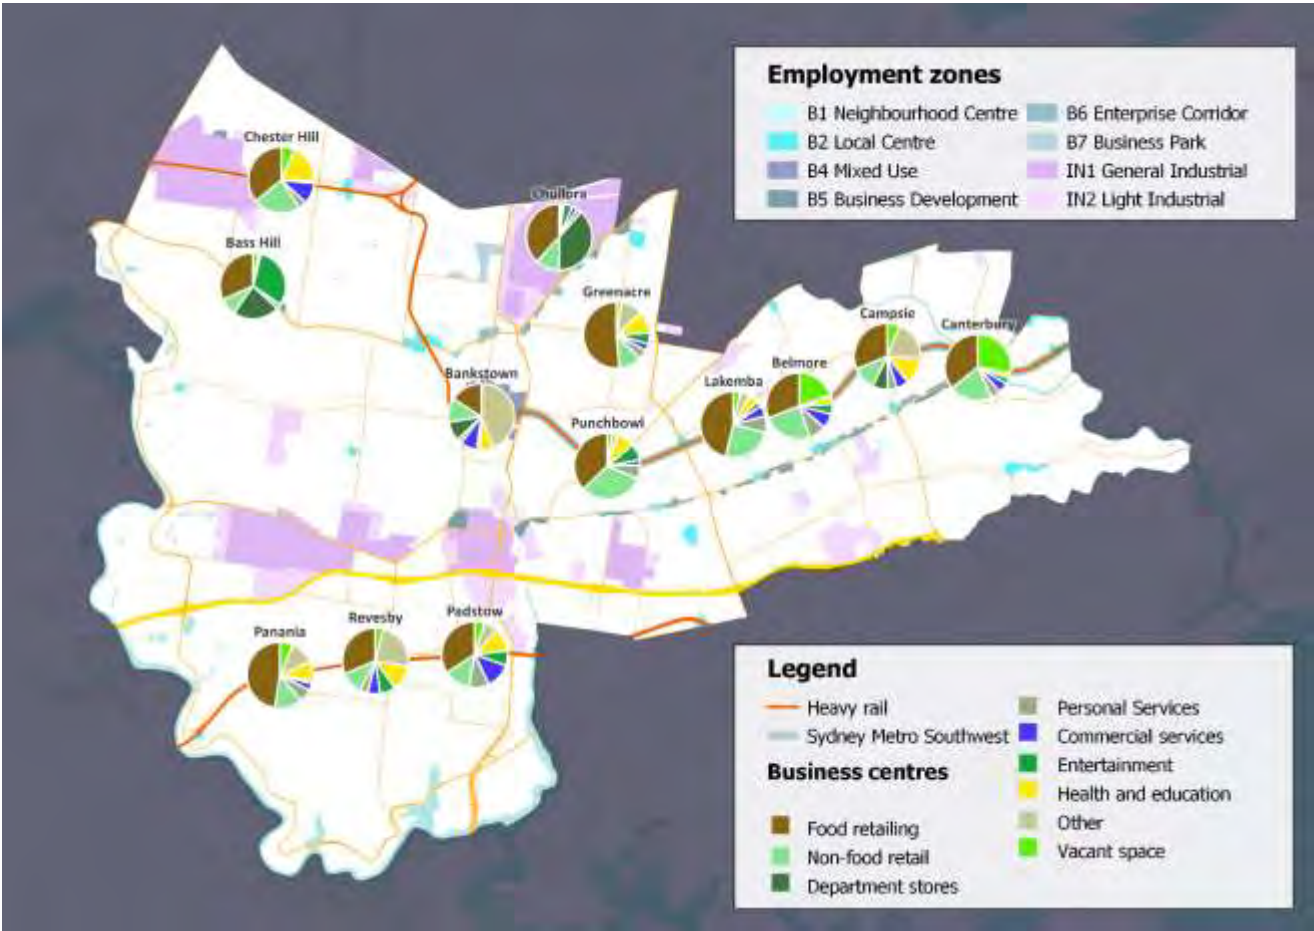 Employment zones
B1 Neighbourhood Centre
B2 Local Centre
B4 Mixed Use
B5 Business Development
B6 Enterprise Corridor
B7 Business Park
IN1 General Industrial
IN2 Light Industrial
Chester Hill
Chullora
Bass Hill
Greenacre
Campsie
Canterbury
Belmore
Bankstown
Lakemba
Punchbowl
Padstow
Revesby
Panania
Legend
Heavy rail
Sydney Metro Southwest
Business centres
Food retailing
Non-food retail
Department stores
Personal Services
Commercial services
Entertainment
Health and education
Other
Vacant space